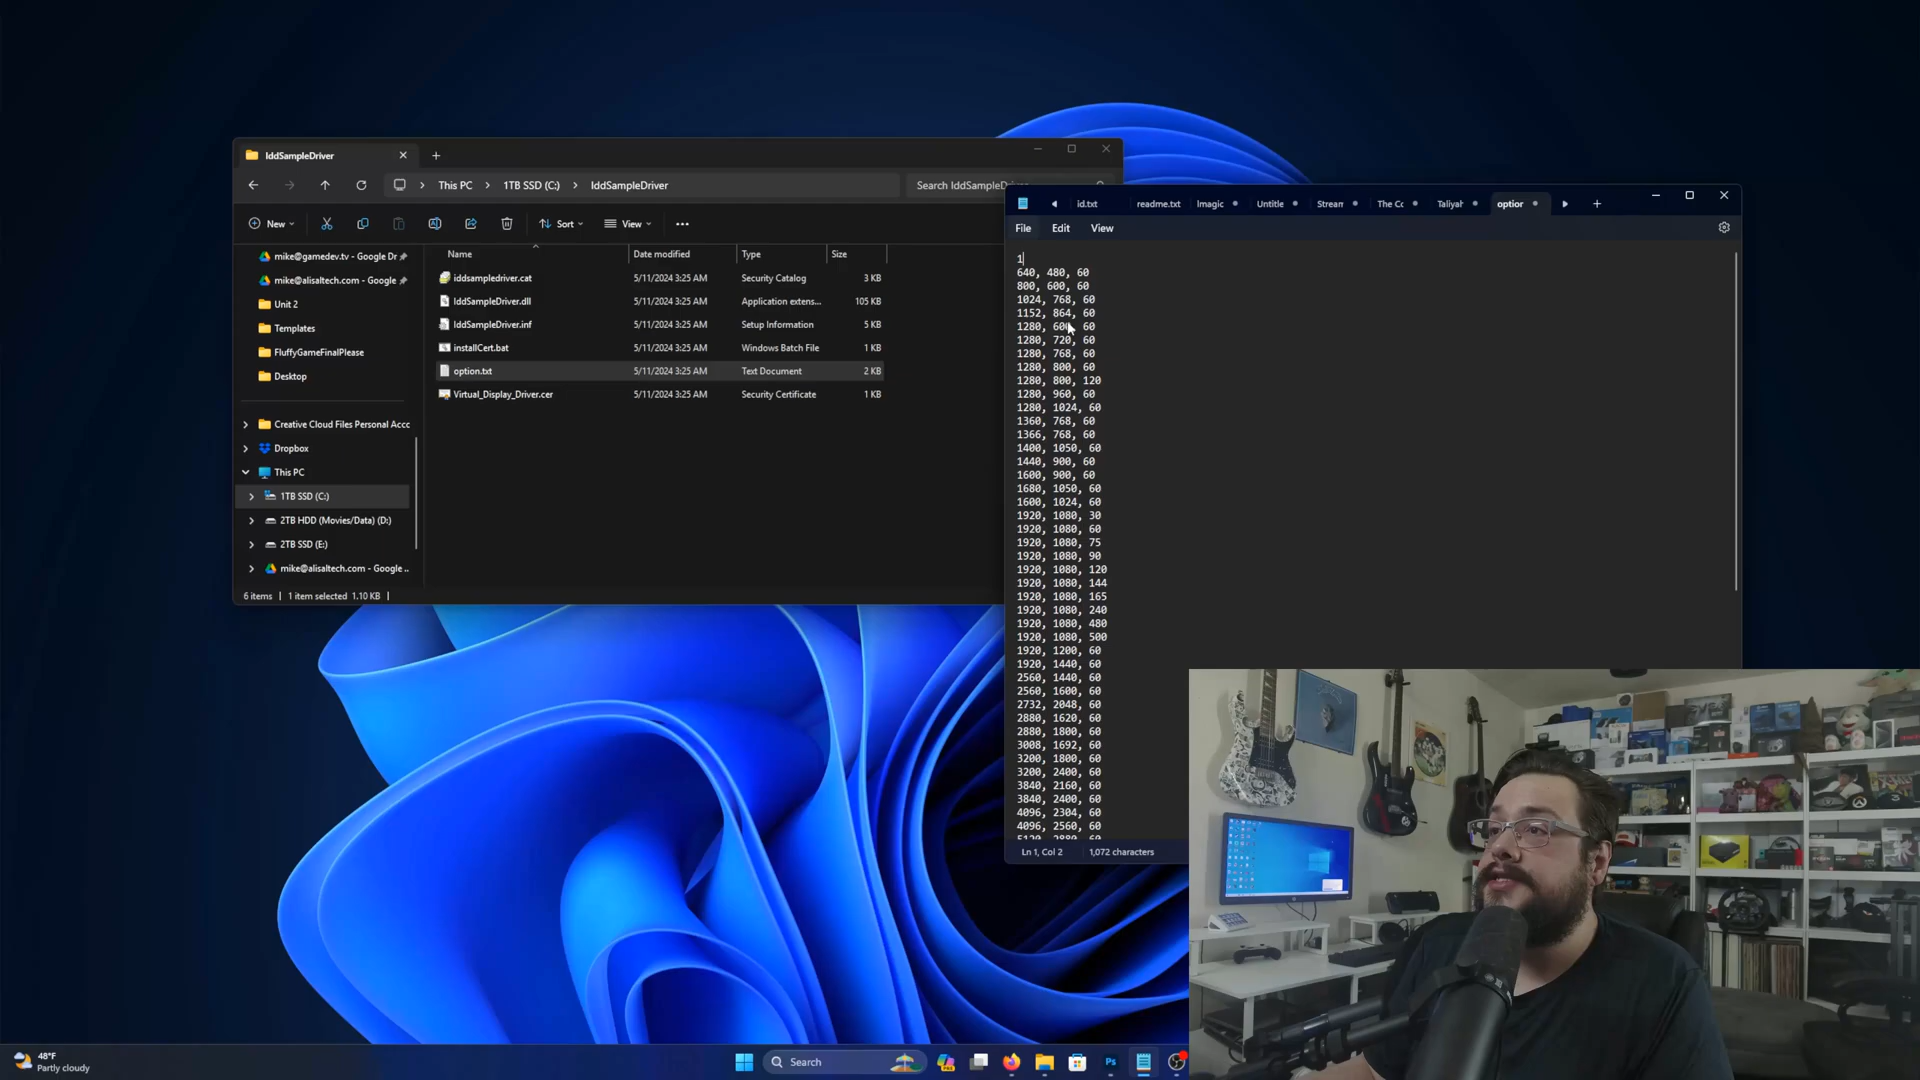 IddSampleDriver
This PC
1TB SSD (C:)
IddSampleDriver
Search IddSampleDr
New
Sort
View
Name
Date modified
Type
Size
mike@gamedev.tv - Google Dr
mike@alisaltech.com - Google
Unit 2
Templates
FluffyGameFinalPlease
Desktop
Creative Cloud Files Personal Acco
Dropbox
This PC
1TB SSD (C:)
2TB HDD (Movies/Data) (D:)
2TB SSD (E:)
mike@alisaltech.com - Google ..
iddsampledriver.cat 5/11/2024 3:25 AM Security Catalog 3 KB
IddSampleDriver.dll 5/11/2024 3:25 AM Application extens... 105 KB
IddSampleDriver.inf 5/11/2024 3:25 AM Setup Information 5 KB
installCert.bat 5/11/2024 3:25 AM Windows Batch File 1 KB
option.txt 5/11/2024 3:25 AM Text Document 2 KB
Virtual_Display_Driver.cer 5/11/2024 3:25 AM Security Certificate 1 KB
6 items 1 item selected 1.10 KB
id.txt readme.txt Imagic Untitle Stream The Cc Taliyah option
File Edit View
1
640, 480, 60
800, 600, 60
1024, 768, 60
1152, 864, 60
1280, 600, 60
1280, 720, 60
1280, 768, 60
1280, 800, 60
1280, 800, 120
1280, 960, 60
1280, 1024, 60
1360, 768, 60
1366, 768, 60
1400, 1050, 60
1440, 900, 60
1600, 900, 60
1680, 1050, 60
1600, 1024, 60
1920, 1080, 30
1920, 1080, 60
1920, 1080, 75
1920, 1080, 90
1920, 1080, 120
1920, 1080, 144
1920, 1080, 165
1920, 1080, 240
1920, 1080, 480
1920, 1080, 500
1920, 1200, 60
1920, 1440, 60
2560, 1440, 60
2560, 1600, 60
2732, 2048, 60
2880, 1620, 60
2880, 1800, 60
3008, 1692, 60
3200, 1800, 60
3200, 2400, 60
3840, 2160, 60
3840, 2400, 60
4096, 2304, 60
4096, 2560, 60
5120, 2880, 60
Ln 1, Col 2 1,072 characters
48°F
Partly cloudy
Search
Ps